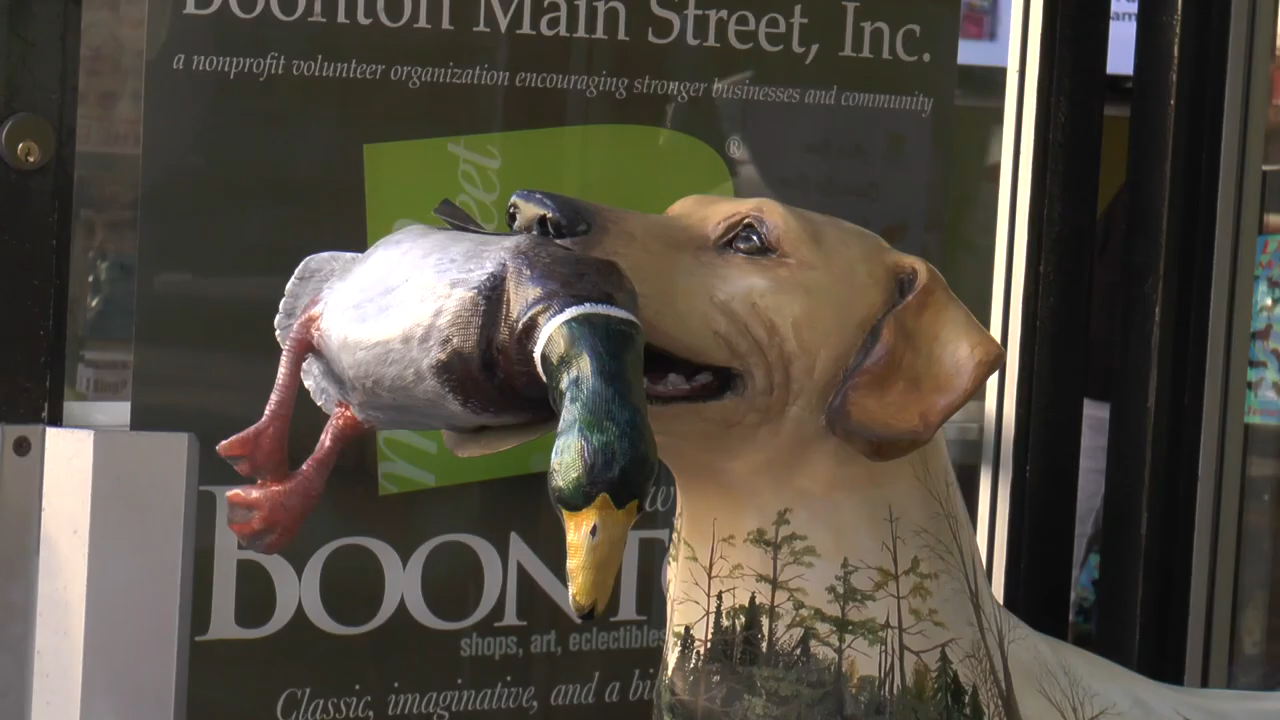 Boonton Main Street, Inc.
a nonprofit volunteer organization encouraging stronger businesses and community
®
BOONT
shops, art, eclectibles
Classic, imaginative, and a bi